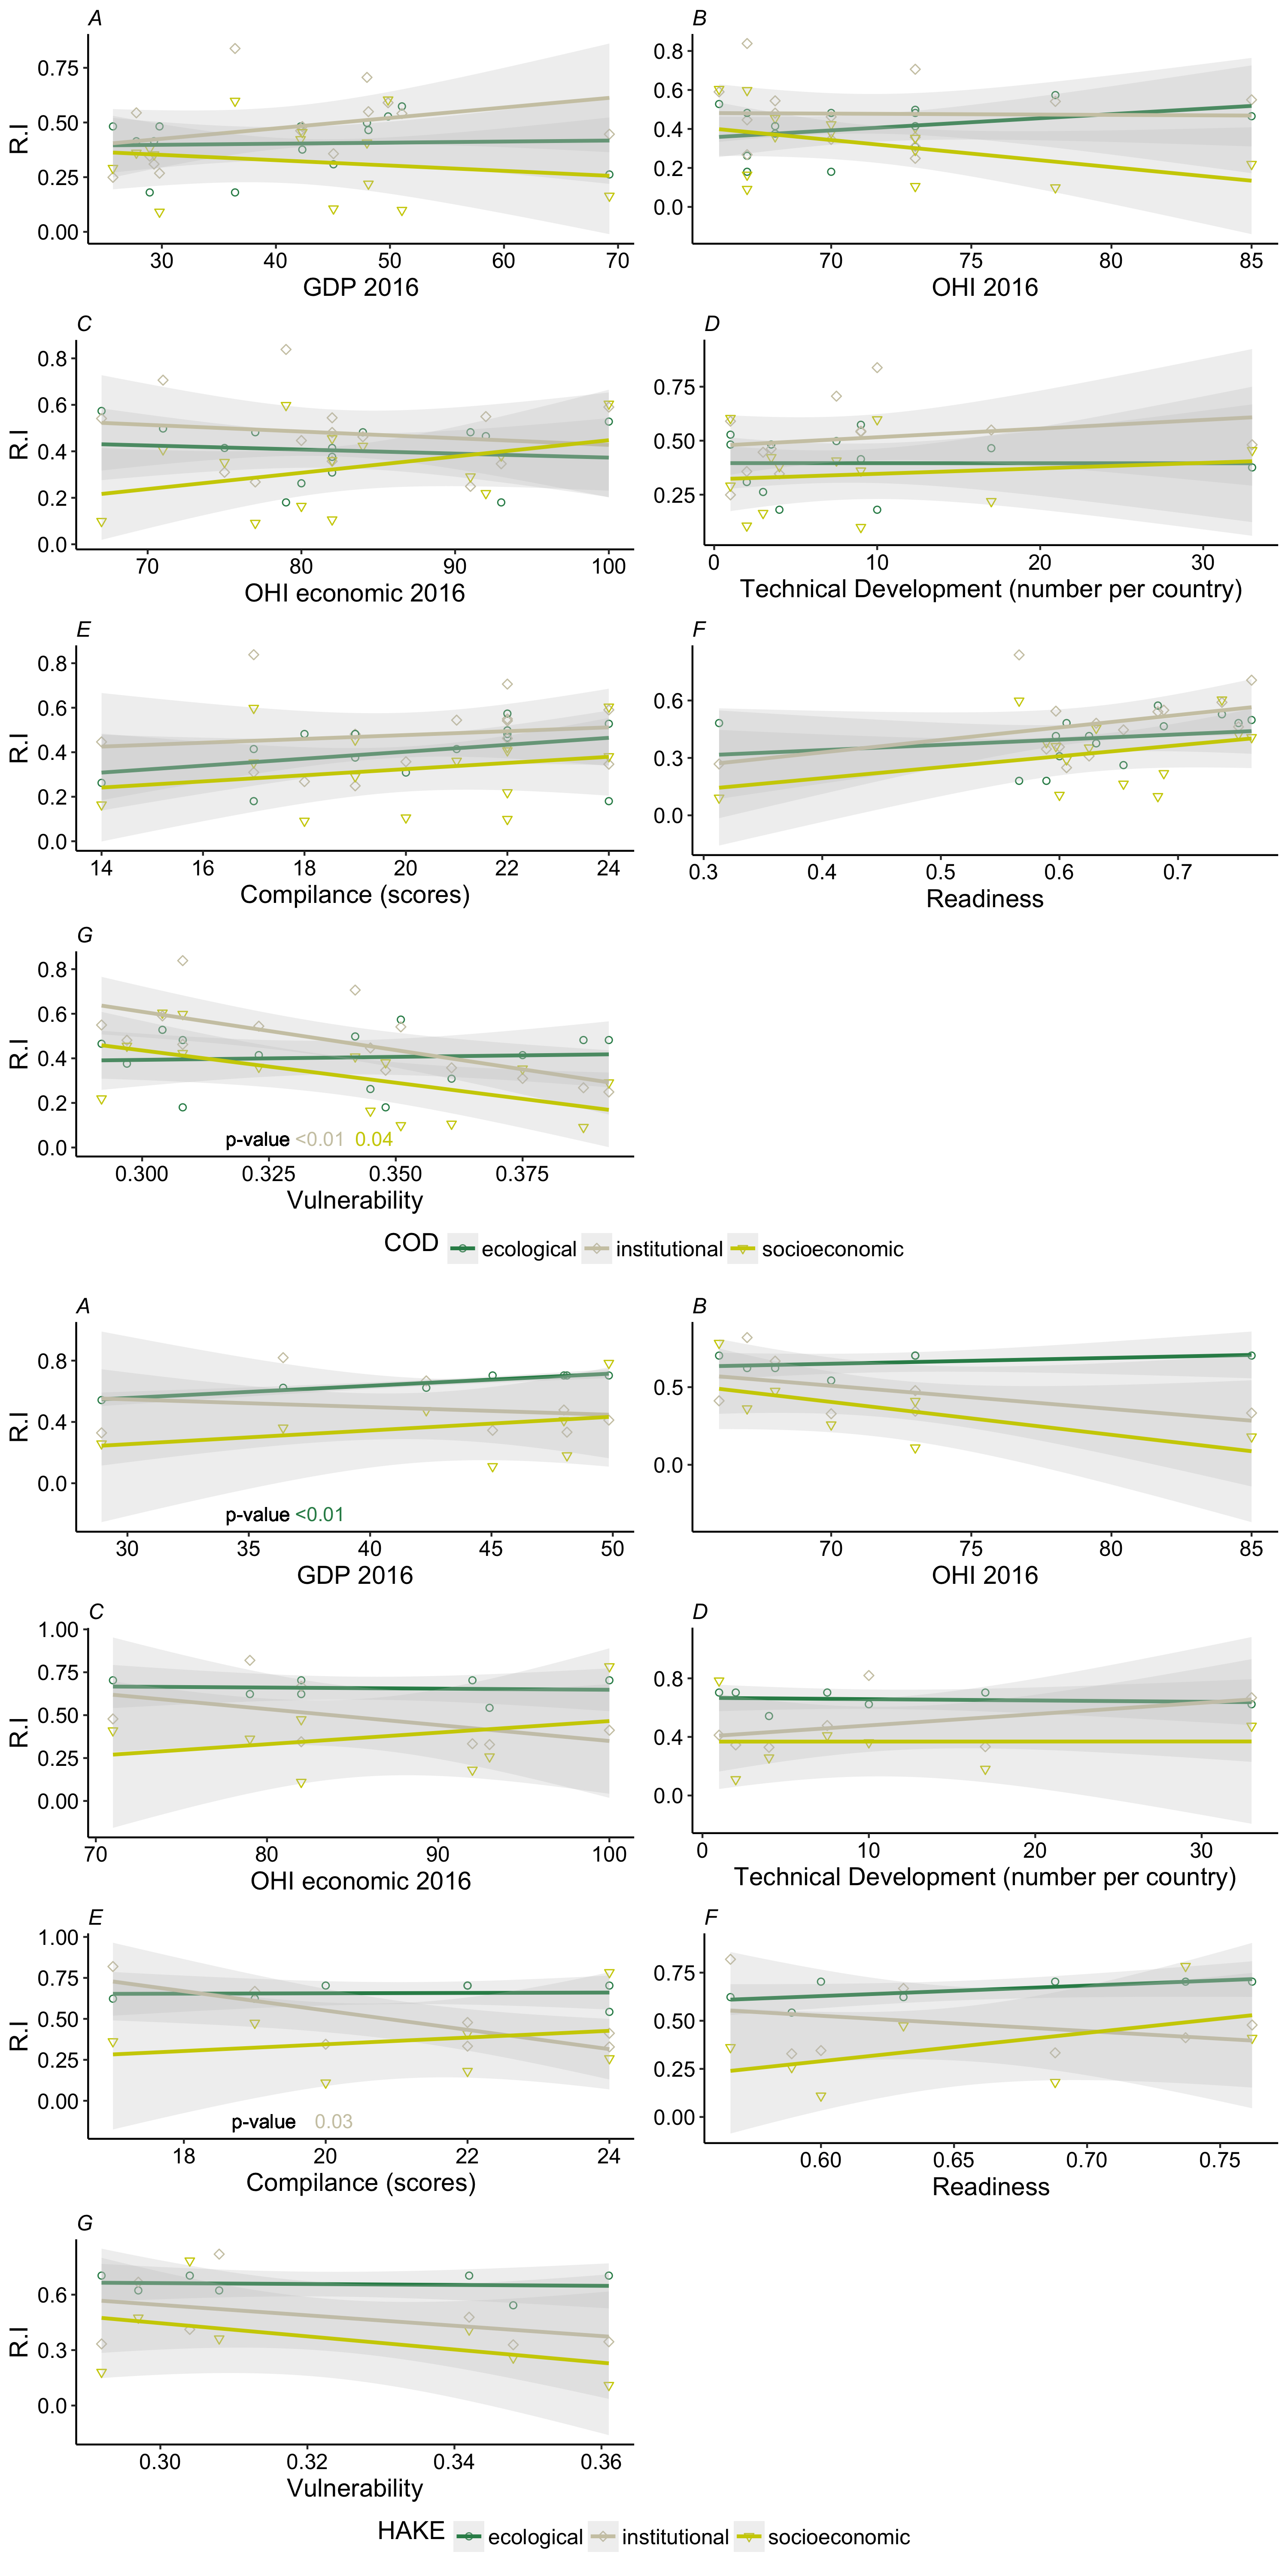 A
R.I
0.75
0.50
0.25
0.00
30 40 50 60 70
GDP 2016
B
0.8
0.6
0.4
0.2
0.0
70 75 80 85
OHI 2016
C
R.I
0.8
0.6
0.4
0.2
0.0
70 80 90 100
OHI economic 2016
D
0.75
0.50
0.25
0 10 20 30
Technical Development (number per country)
E
R.I
0.8
0.6
0.4
0.2
0.0
14 16 18 20 22 24
Compilance (scores)
F
0.6
0.3
0.0
0.3 0.4 0.5 0.6 0.7
Readiness
G
R.I
0.8
0.6
0.4
0.2
0.0
p-value <0.01 0.04
0.300 0.325 0.350 0.375
Vulnerability
COD ecological institutional socioeconomic
A
R.I
0.8
0.4
0.0
p-value <0.01
30 35 40 45 50
GDP 2016
B
0.5
0.0
70 75 80 85
OHI 2016
C
R.I
1.00
0.75
0.50
0.25
0.00
70 80 90 100
OHI economic 2016
D
0.8
0.4
0.0
0 10 20 30
Technical Development (number per country)
E
R.I
1.00
0.75
0.50
0.25
0.00
p-value 0.03
18 20 22 24
Compilance (scores)
F
0.75
0.50
0.25
0.00
0.60 0.65 0.70 0.75
Readiness
G
R.I
0.6
0.3
0.0
0.30 0.32 0.34 0.36
Vulnerability
HAKE ecological institutional socioeconomic